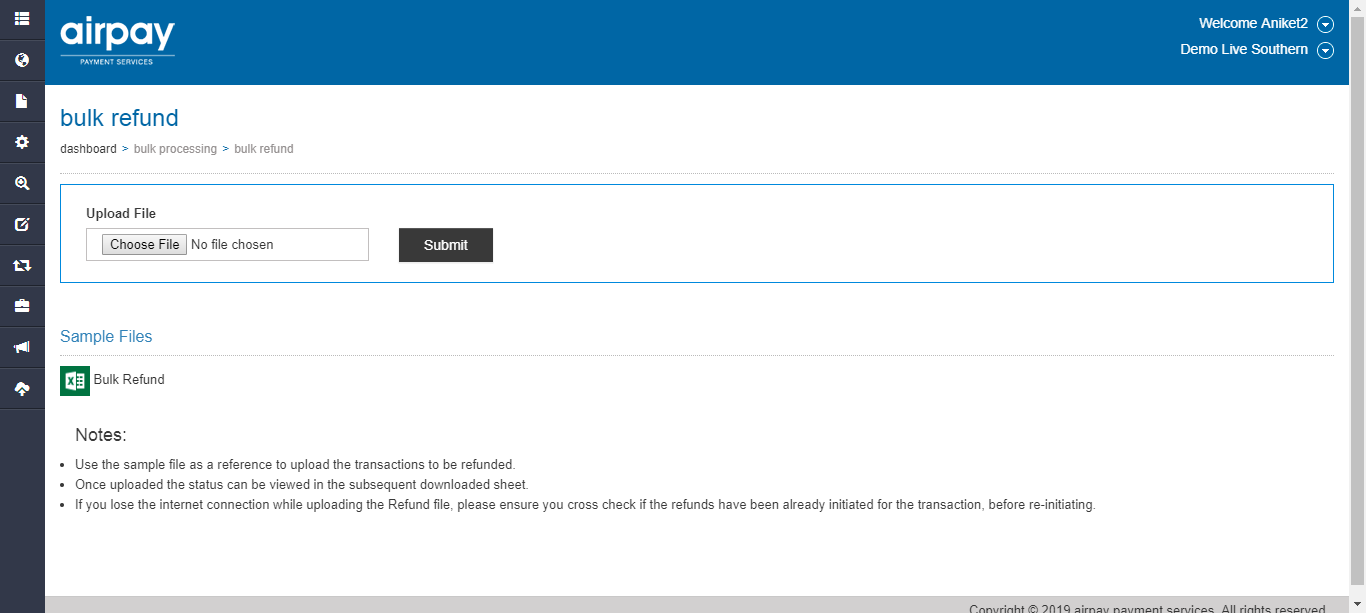 airpay
PAYMENT SERVICES
Welcome Aniket2
Demo Live Southern
bulk refund
dashboard > bulk processing > bulk refund
Upload File
Choose File No file chosen
Submit
Sample Files
Bulk Refund
Notes:
• Use the sample file as a reference to upload the transactions to be refunded.
• Once uploaded the status can be viewed in the subsequent downloaded sheet.
• If you lose the internet connection while uploading the Refund file, please ensure you cross check if the refunds have been already initiated for the transaction, before re-initiating.
Copyright © 2019 airpay payment services. All rights reserved.